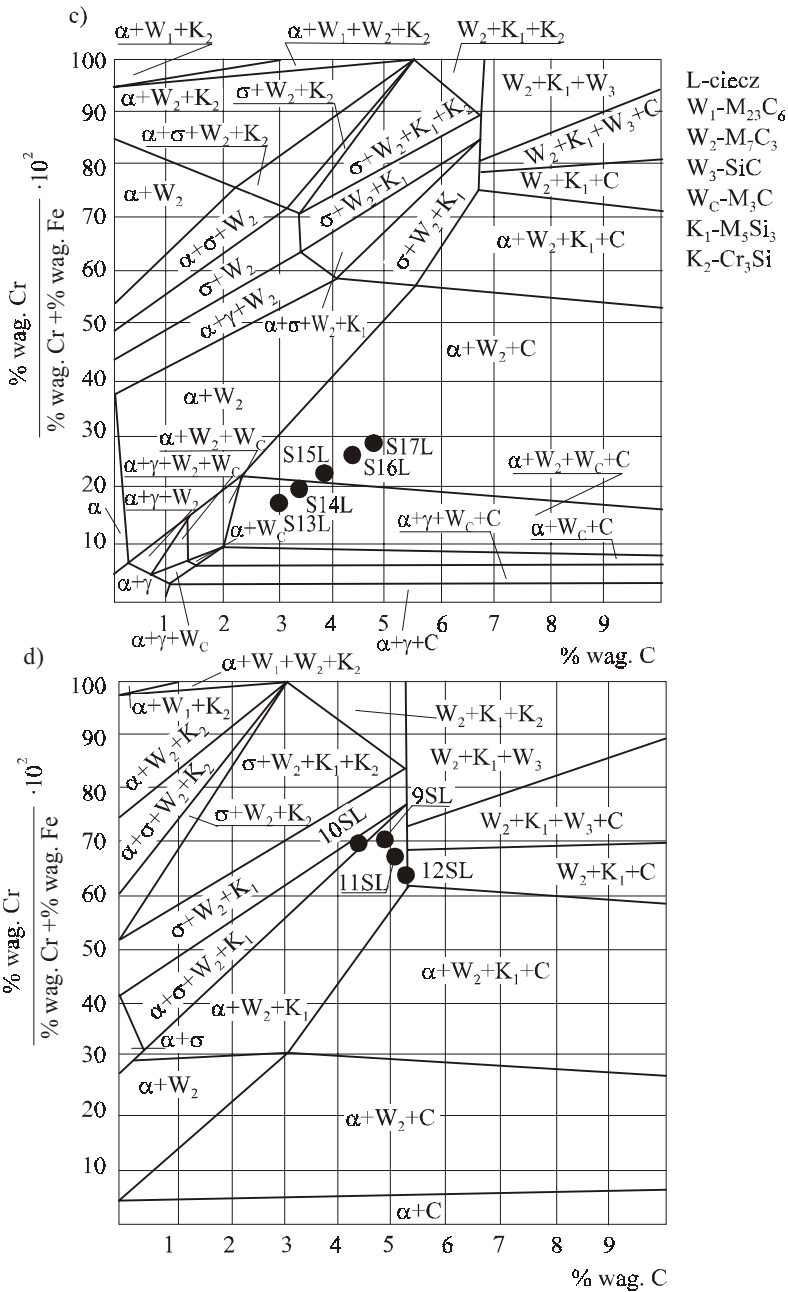 c)
α+W₁+K₂
α+W₁+W₂+K₂
W₂+K₁+K₂
L-ciecz
W₁-M₂₃C₆
W₂-M₇C₃
W₃-SiC
W_C-M₃C
K₁-M₅Si₃
K₂-Cr₃Si
% wag. Cr
% wag. Cr +% wag. Fe
·10²
100
90
80
70
60
50
40
30
20
10
α+W₂+K₂
σ+W₂+K₂
W₂+K₁+W₃
α+σ+W₂+K₂
σ+W₂+K₁+K₂
W₂+K₁+W₃+C
α+W₂
σ+W₂+K₁
W₂+K₁+C
α+σ+W₂
σ+W₂+K₁
α+W₂+K₁+C
σ+W₂
α+γ+W₂
α+σ+W₂+K₁
α+W₂+C
α+W₂
α+W₂+W_C
α+γ+W₂+W_C
α+γ+W₂
α
S15L
S17L
S16L
S14L
S13L
α+W_C
α+W₂+W_C+C
α+γ+W_C+C
α+W_C+C
α+γ
α+γ+W_C
α+γ+C
1 2 3 4 5 6 7 8 9
% wag. C
d)
α+W₁+W₂+K₂
% wag. Cr
% wag. Cr +% wag. Fe
·10²
100
90
80
70
60
50
40
30
20
10
α+W₁+K₂
W₂+K₁+K₂
α+W₂+K₂
σ+W₂+K₁+K₂
W₂+K₁+W₃
α+σ+W₂+K₂
σ+W₂+K₂
9SL
10SL
W₂+K₁+W₃+C
11SL
12SL
W₂+K₁+C
σ+W₂+K₁
α+σ+W₂+K₁
α+W₂+K₁+C
α+W₂+K₁
α+σ
α+W₂
α+W₂+C
α+C
1 2 3 4 5 6 7 8 9
% wag. C